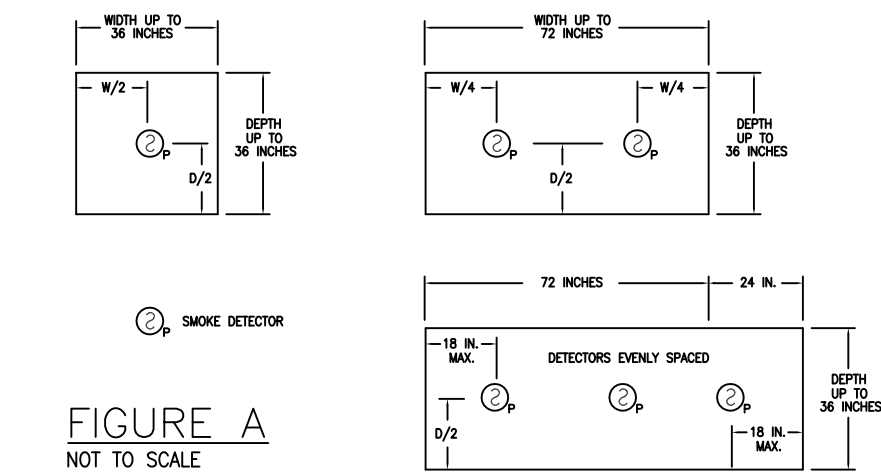 WIDTH UP TO
36 INCHES
W/2
P
D/2
DEPTH
UP TO
36 INCHES
WIDTH UP TO
72 INCHES
W/4
W/4
P
P
D/2
DEPTH
UP TO
36 INCHES
P SMOKE DETECTOR
FIGURE A
NOT TO SCALE
72 INCHES
24 IN.
18 IN.
MAX.
DETECTORS EVENLY SPACED
P
P
P
D/2
18 IN.
MAX.
DEPTH
UP TO
36 INCHES